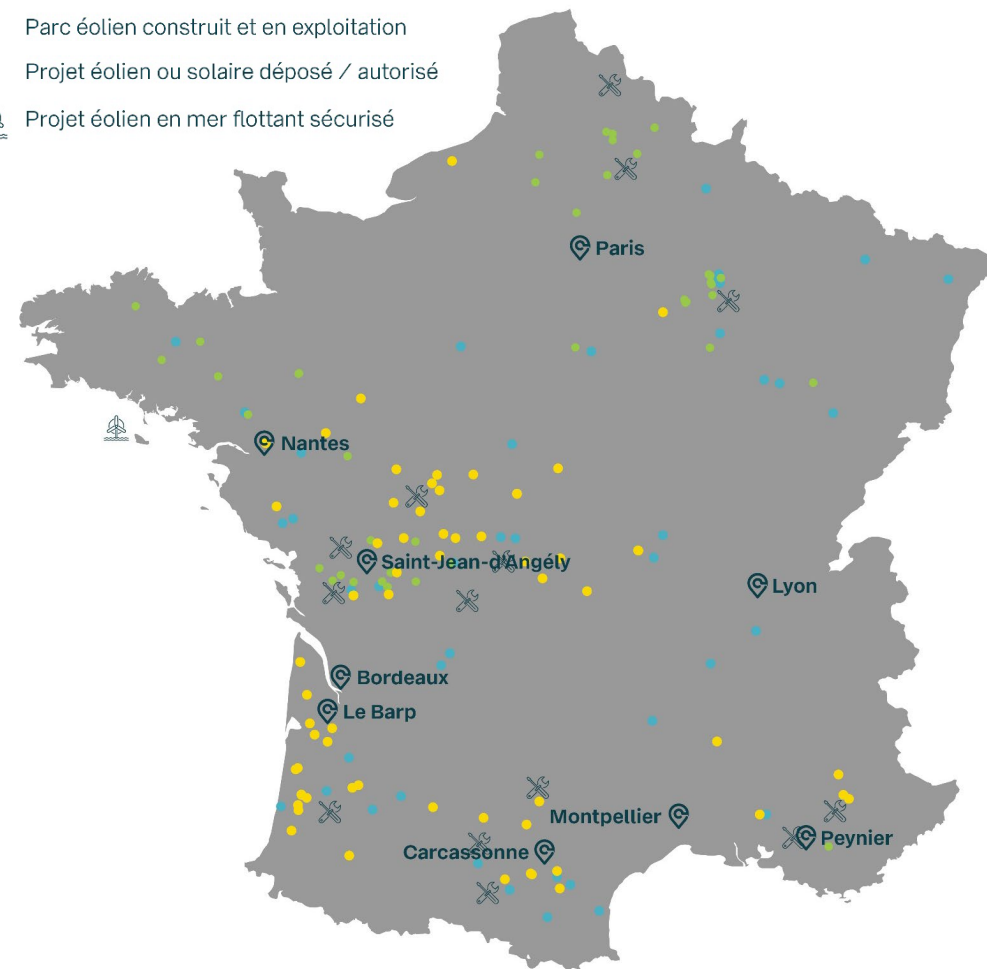 Parc éolien construit et en exploitation
Projet éolien ou solaire déposé / autorisé
Projet éolien en mer flottant sécurisé
Paris
Nantes
Saint-Jean-d'Angély
Lyon
Bordeaux
Le Barp
Montpellier
Peynier
Carcassonne